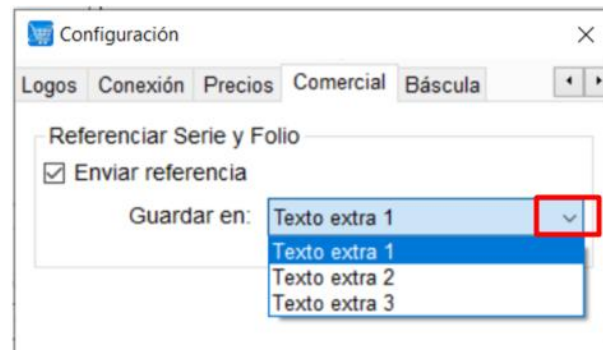 Configuración
Logos Conexión Precios Comercial Báscula
Referenciar Serie y Folio
Enviar referencia
Guardar en: Texto extra 1
Texto extra 1
Texto extra 2
Texto extra 3